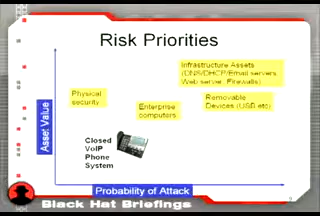 Risk Priorities
Infrastructure Assets
(DNS/DHCP/Email servers,
Web server, Firewalls)
Physical
security
Enterprise
computers
Removable
Devices (USB etc)
Asset Value
Closed
VoIP
Phone
System
Probability of Attack
Black Hat Briefings